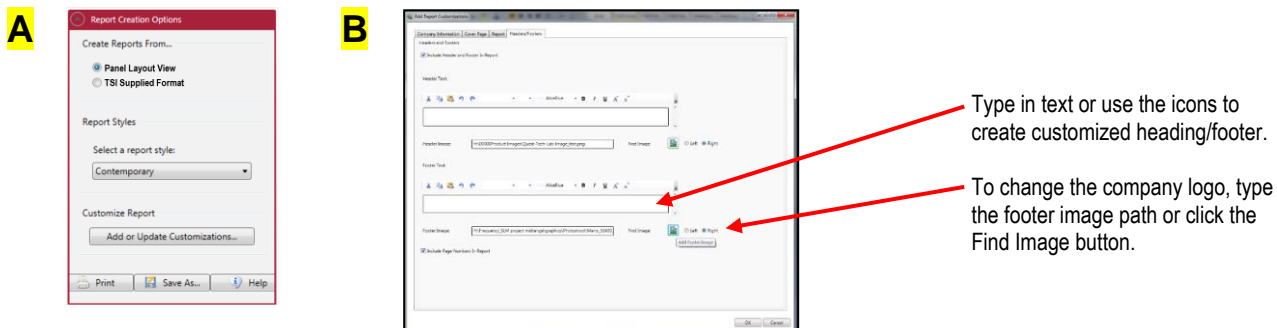 A
Report Creation Options
Create Reports From...
Panel Layout View
TSI Supplied Format
Report Styles
Select a report style:
Contemporary
Customize Report
Add or Update Customizations...
Print
Save As...
Help
B
Add Report Customizations
Company Information
Cover Page
Report
Headers/Footers
Headers and Footers
Include Header and Footer In Report
Header Text:
Header Image:
Find Image:
Left
Right
Footer Text:
Footer Image:
Find Image:
Left
Right
Add Footer Image
Include Page Numbers In Report
OK
Cancel
Type in text or use the icons to
create customized heading/footer.
To change the company logo, type
the footer image path or click the
Find Image button.